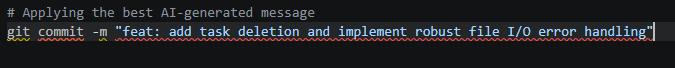 # Applying the best AI-generated message
git commit -m "feat: add task deletion and implement robust file I/O error handling"